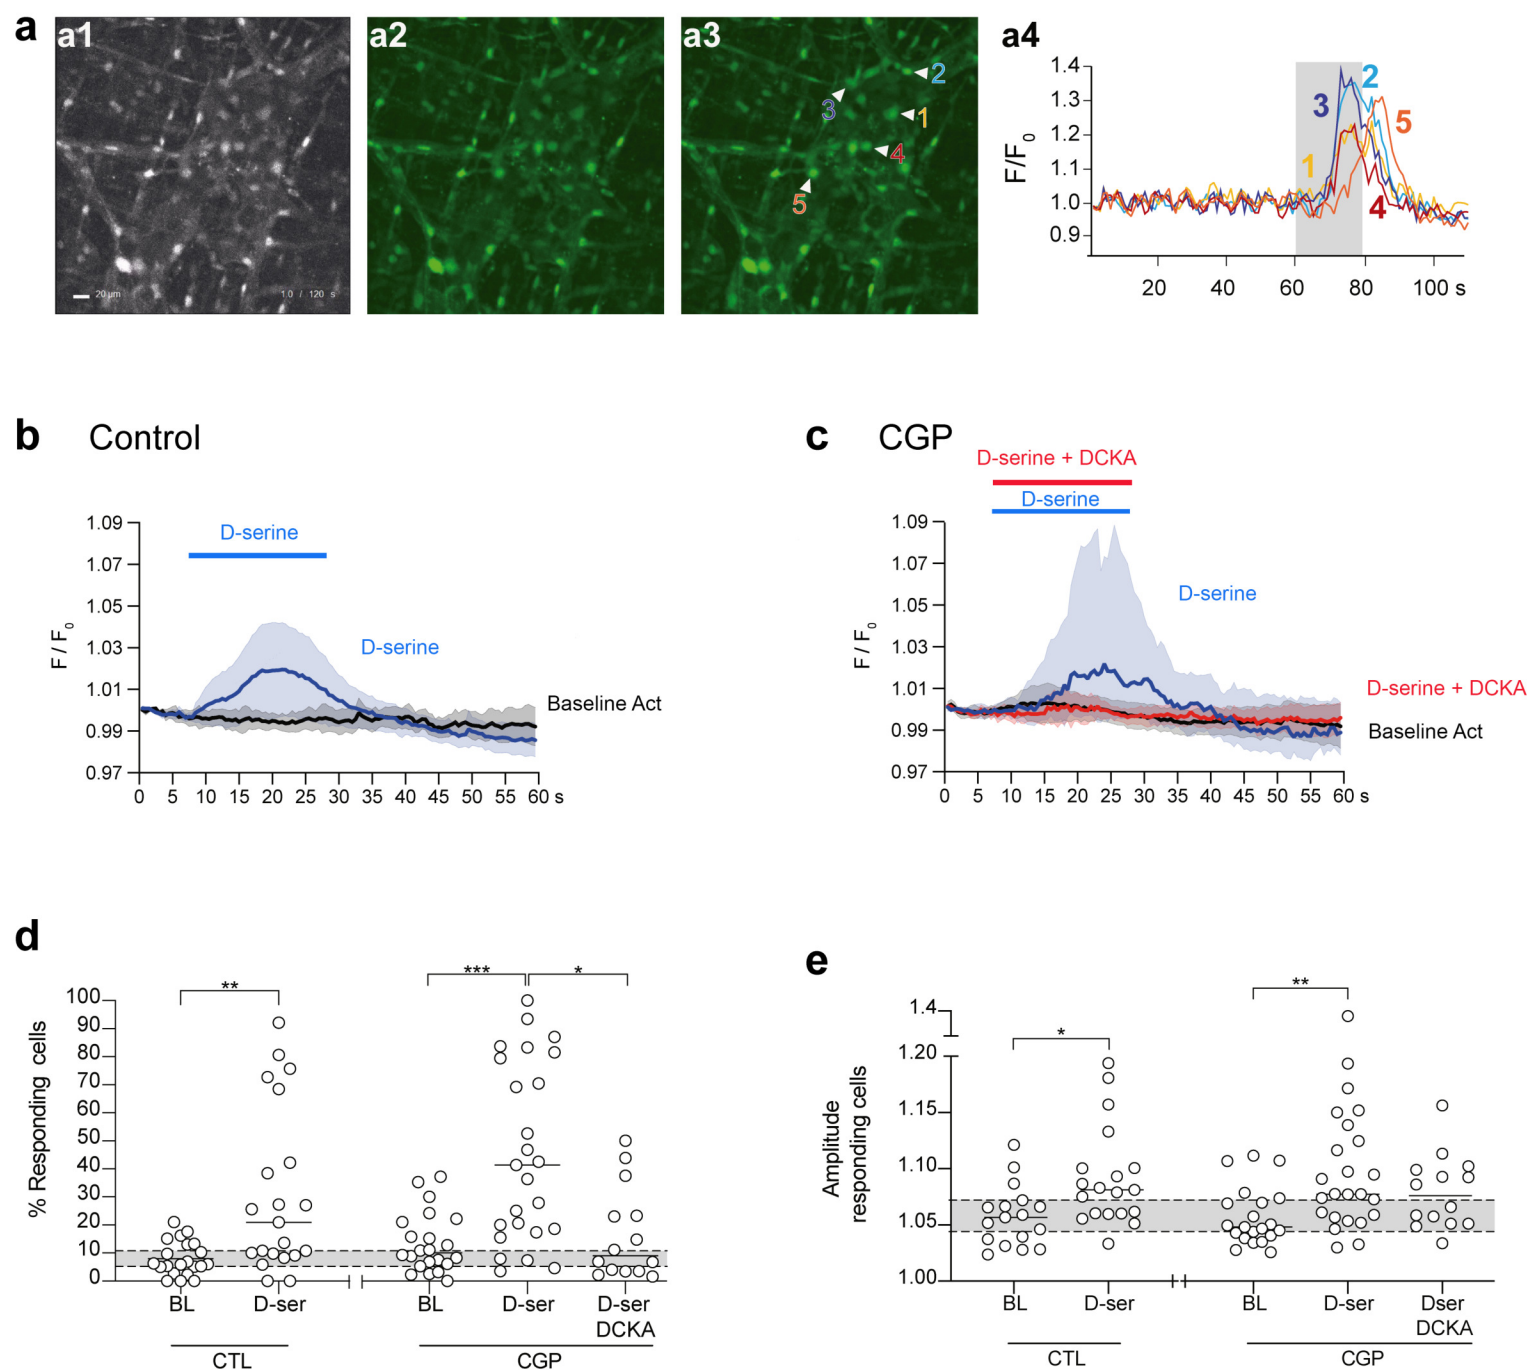 a
a1
a2
a3
a4
20 µm
1.0 / 120 s
2
3
1
4
5
F/F0
1.4
1.3
1.2
1.1
1.0
0.9
3
2
5
1
4
20
40
60
80
100 s
b
Control
D-serine
F / F0
1.09
1.07
1.05
1.03
1.01
0.99
0.97
D-serine
Baseline Act
0 5 10 15 20 25 30 35 40 45 50 55 60 s
c
CGP
D-serine + DCKA
D-serine
F / F0
1.09
1.07
1.05
1.03
1.01
0.99
0.97
D-serine
D-serine + DCKA
Baseline Act
0 5 10 15 20 25 30 35 40 45 50 55 60 s
d
% Responding cells
100
90
80
70
60
50
40
30
20
10
0
**
***
*
BL
D-ser
BL
D-ser
D-ser
DCKA
CTL
CGP
e
Amplitude
responding cells
1.4
1.20
1.15
1.10
1.05
1.00
*
**
BL
D-ser
BL
D-ser
Dser
DCKA
CTL
CGP